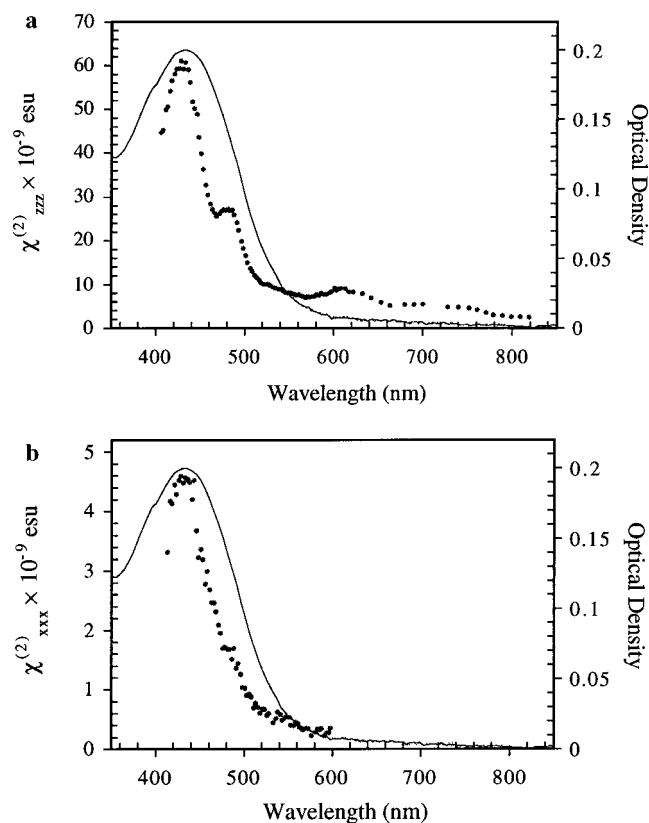 a
70
60
50
40
30
20
10
0
χ(2)zzz × 10-9 esu
0.2
0.15
0.1
0.05
0
Optical Density
400 500 600 700 800
Wavelength (nm)
b
5
4
3
2
1
0
χ(2)xxx × 10-9 esu
0.2
0.15
0.1
0.05
0
Optical Density
400 500 600 700 800
Wavelength (nm)